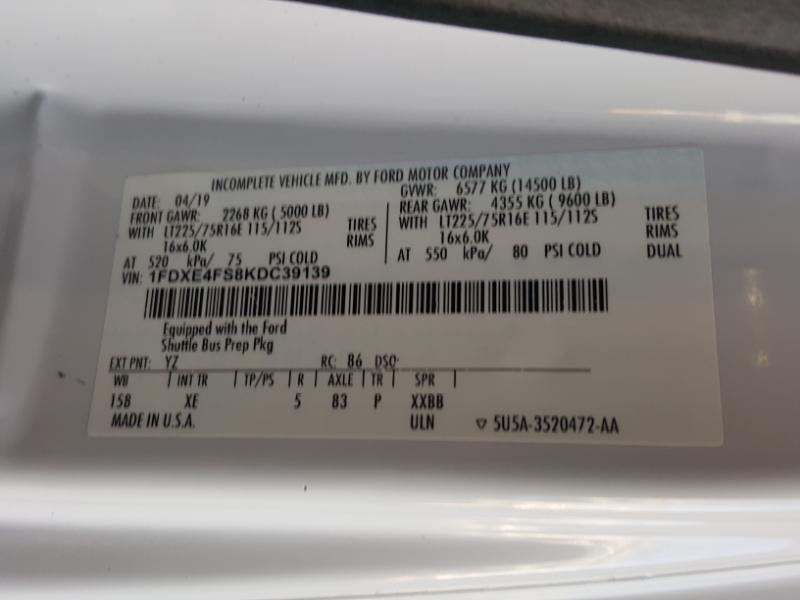 INCOMPLETE VEHICLE MFD. BY FORD MOTOR COMPANY
DATE: 04/19 GVWR: 6577 KG (14500 LB)
FRONT GAWR: 2268 KG ( 5000 LB) REAR GAWR: 4355 KG ( 9600 LB)
WITH LT225/75R16E 115/112S TIRES WITH LT225/75R16E 115/112S TIRES
16x6.0K RIMS 16x6.0K RIMS
AT 520 kPa/ 75 PSI COLD AT 550 kPa/ 80 PSI COLD DUAL
VIN: 1FDXE4FS8KDC39139
Equipped with the Ford
Shuttle Bus Prep Pkg
EXT PNT: YZ RC: 86 DSO:
WB INT TR TP/PS R AXLE TR SPR
158 XE 5 83 P XXBB
MADE IN U.S.A. ULN 5U5A-3520472-AA